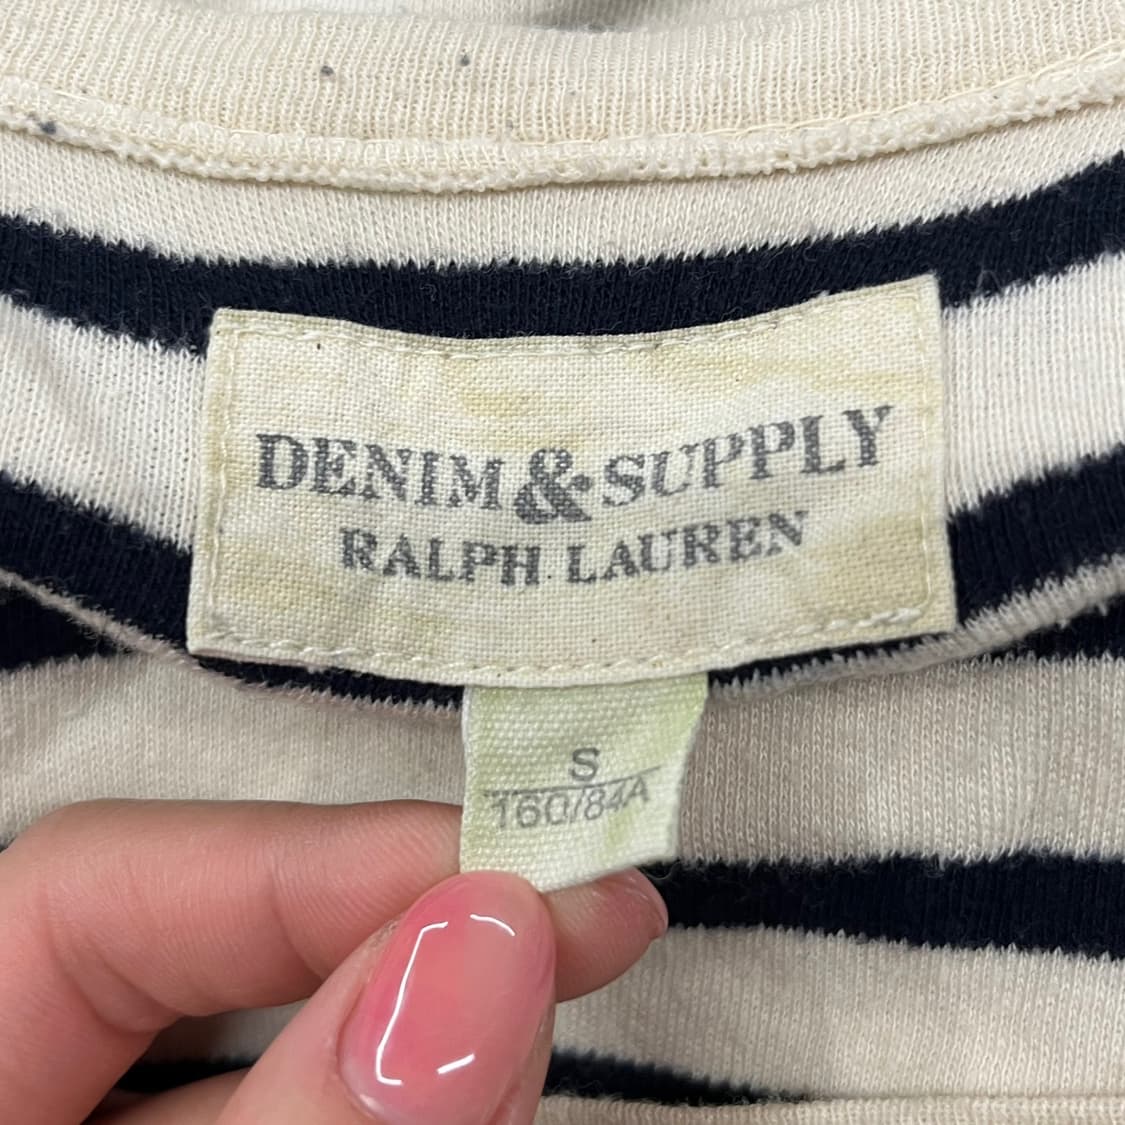 DENIM & SUPPLY
RALPH LAUREN
S
160/84A